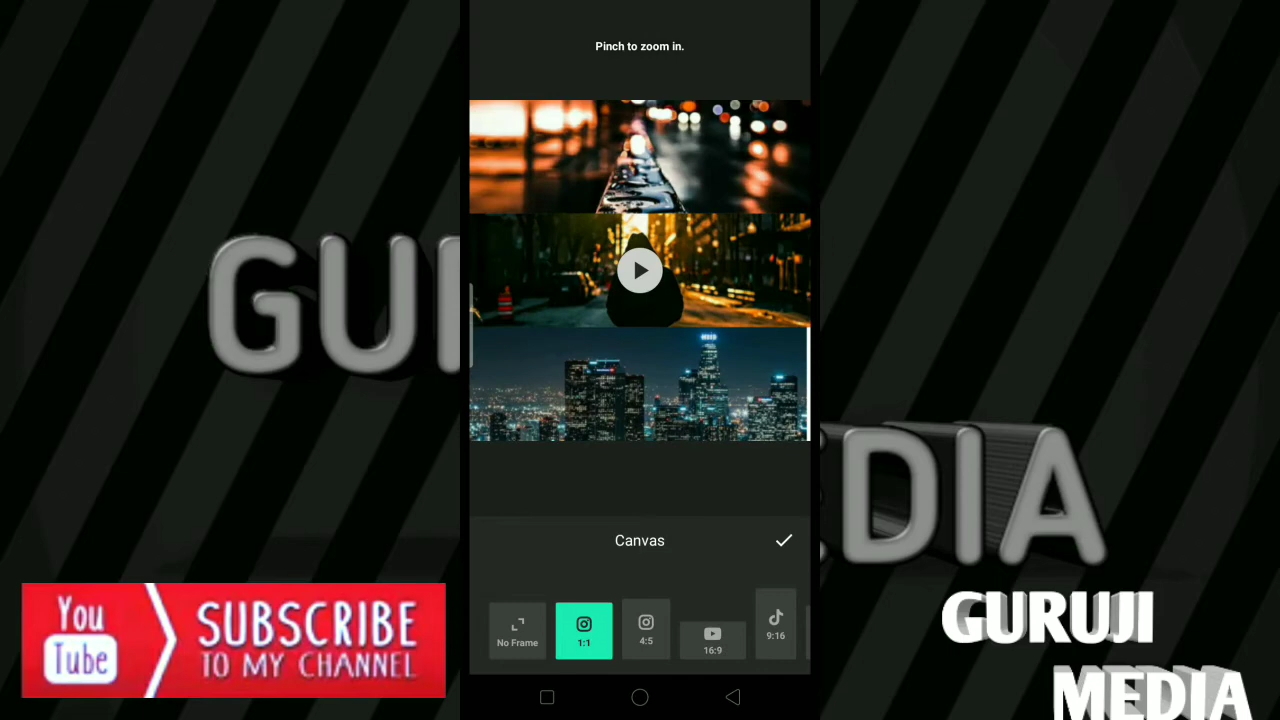 Pinch to zoom in.
GU
DIA
Canvas
No Frame
1:1
4:5
16:9
9:16
You
Tube
SUBSCRIBE
TO MY CHANNEL
GURUJI
MEDIA